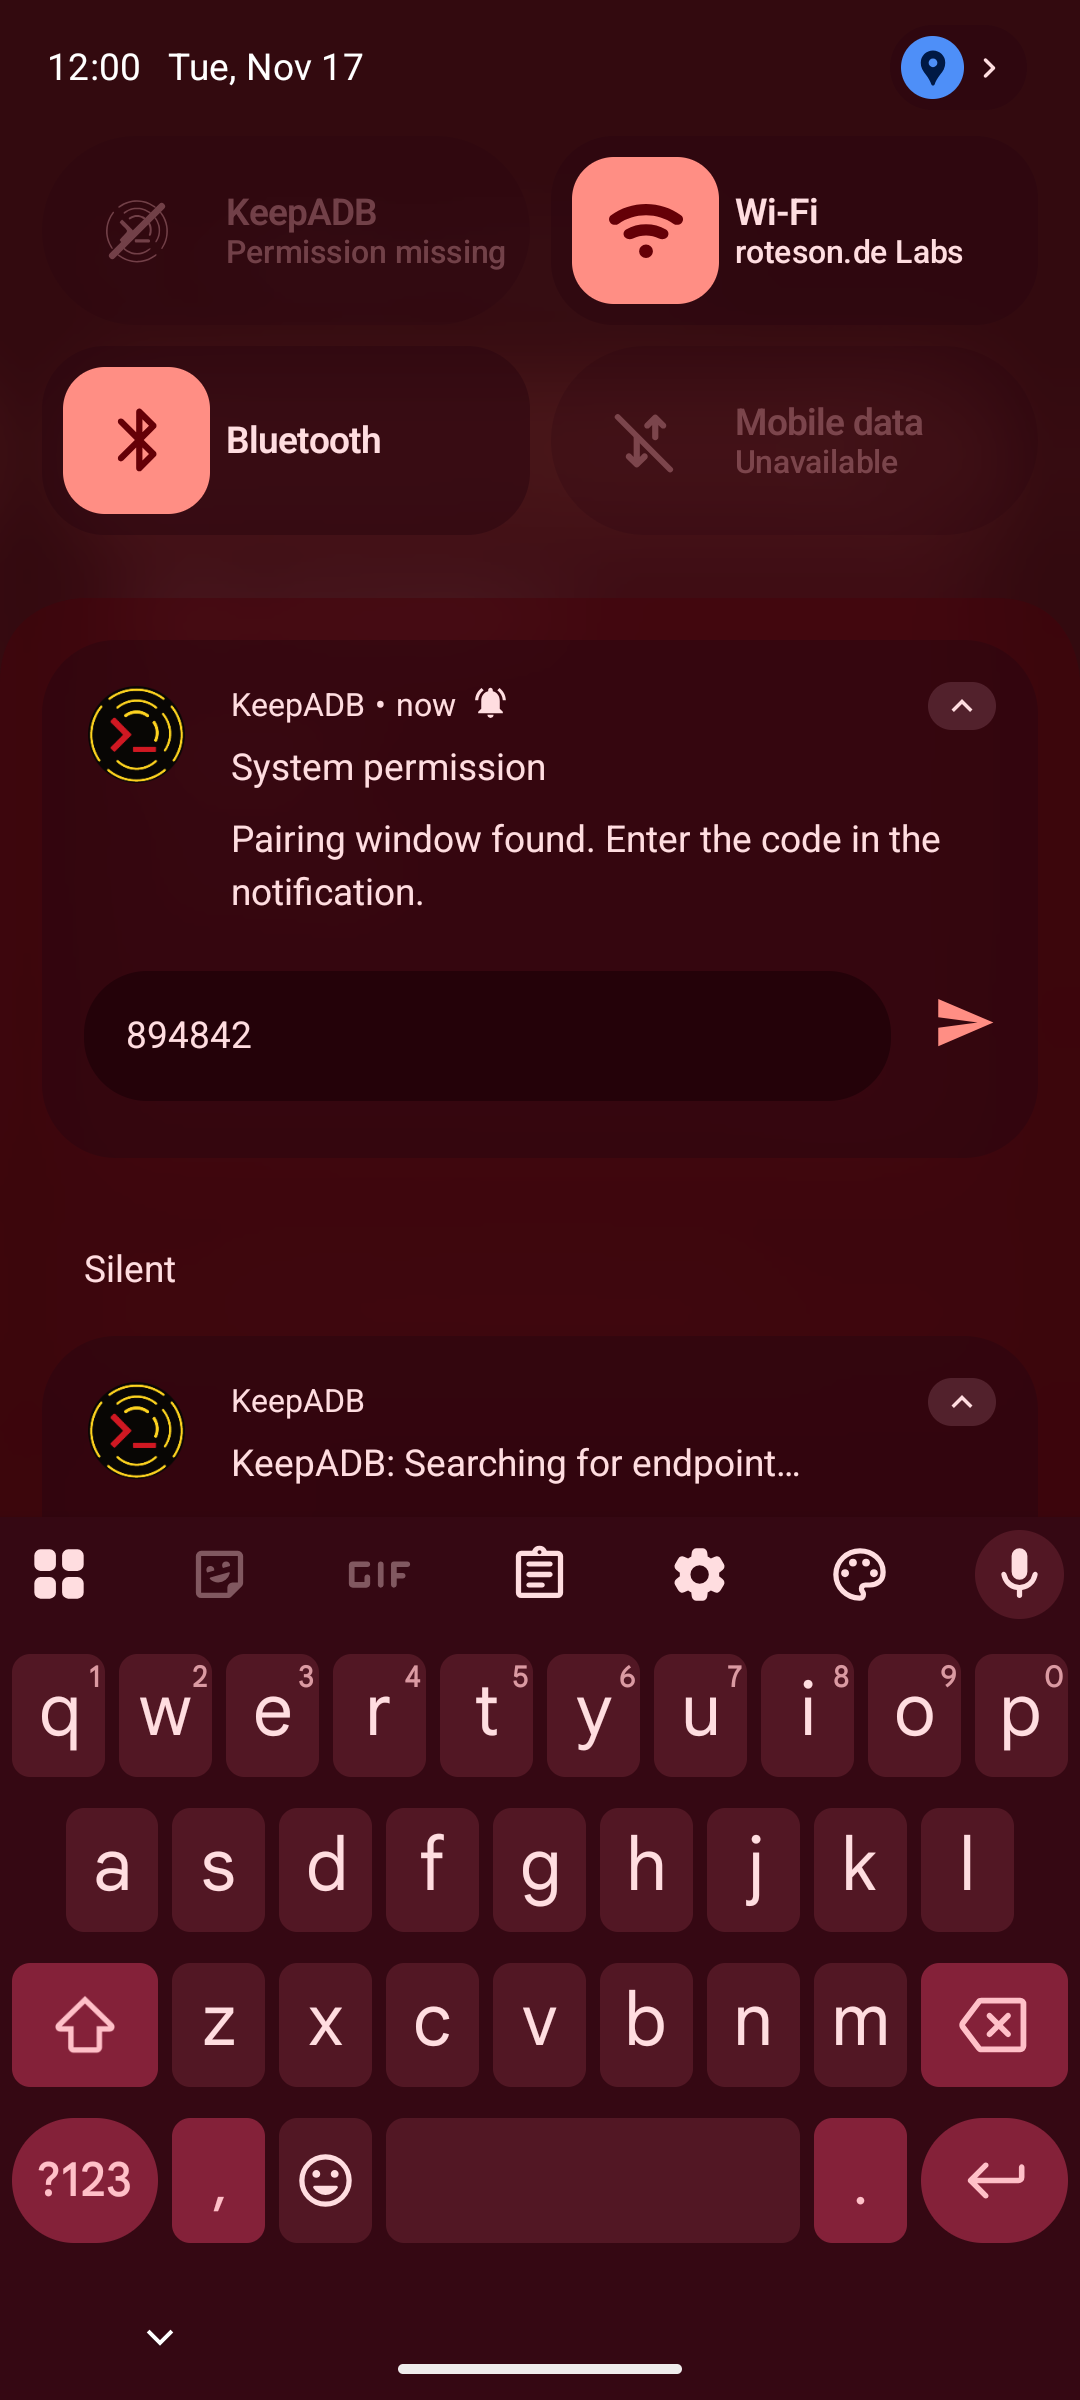 12:00 Tue, Nov 17
KeepADB
Permission missing
Wi-Fi
roteson.de Labs
Bluetooth
Mobile data
Unavailable
KeepADB • now
System permission
Pairing window found. Enter the code in the
notification.
894842
Silent
KeepADB
KeepADB: Searching for endpoint…
GIF
q1 w2 e3 r4 t5 y6 u7 i8 o9 p0
a s d f g h j k l
z x c v b n m
?123 , .